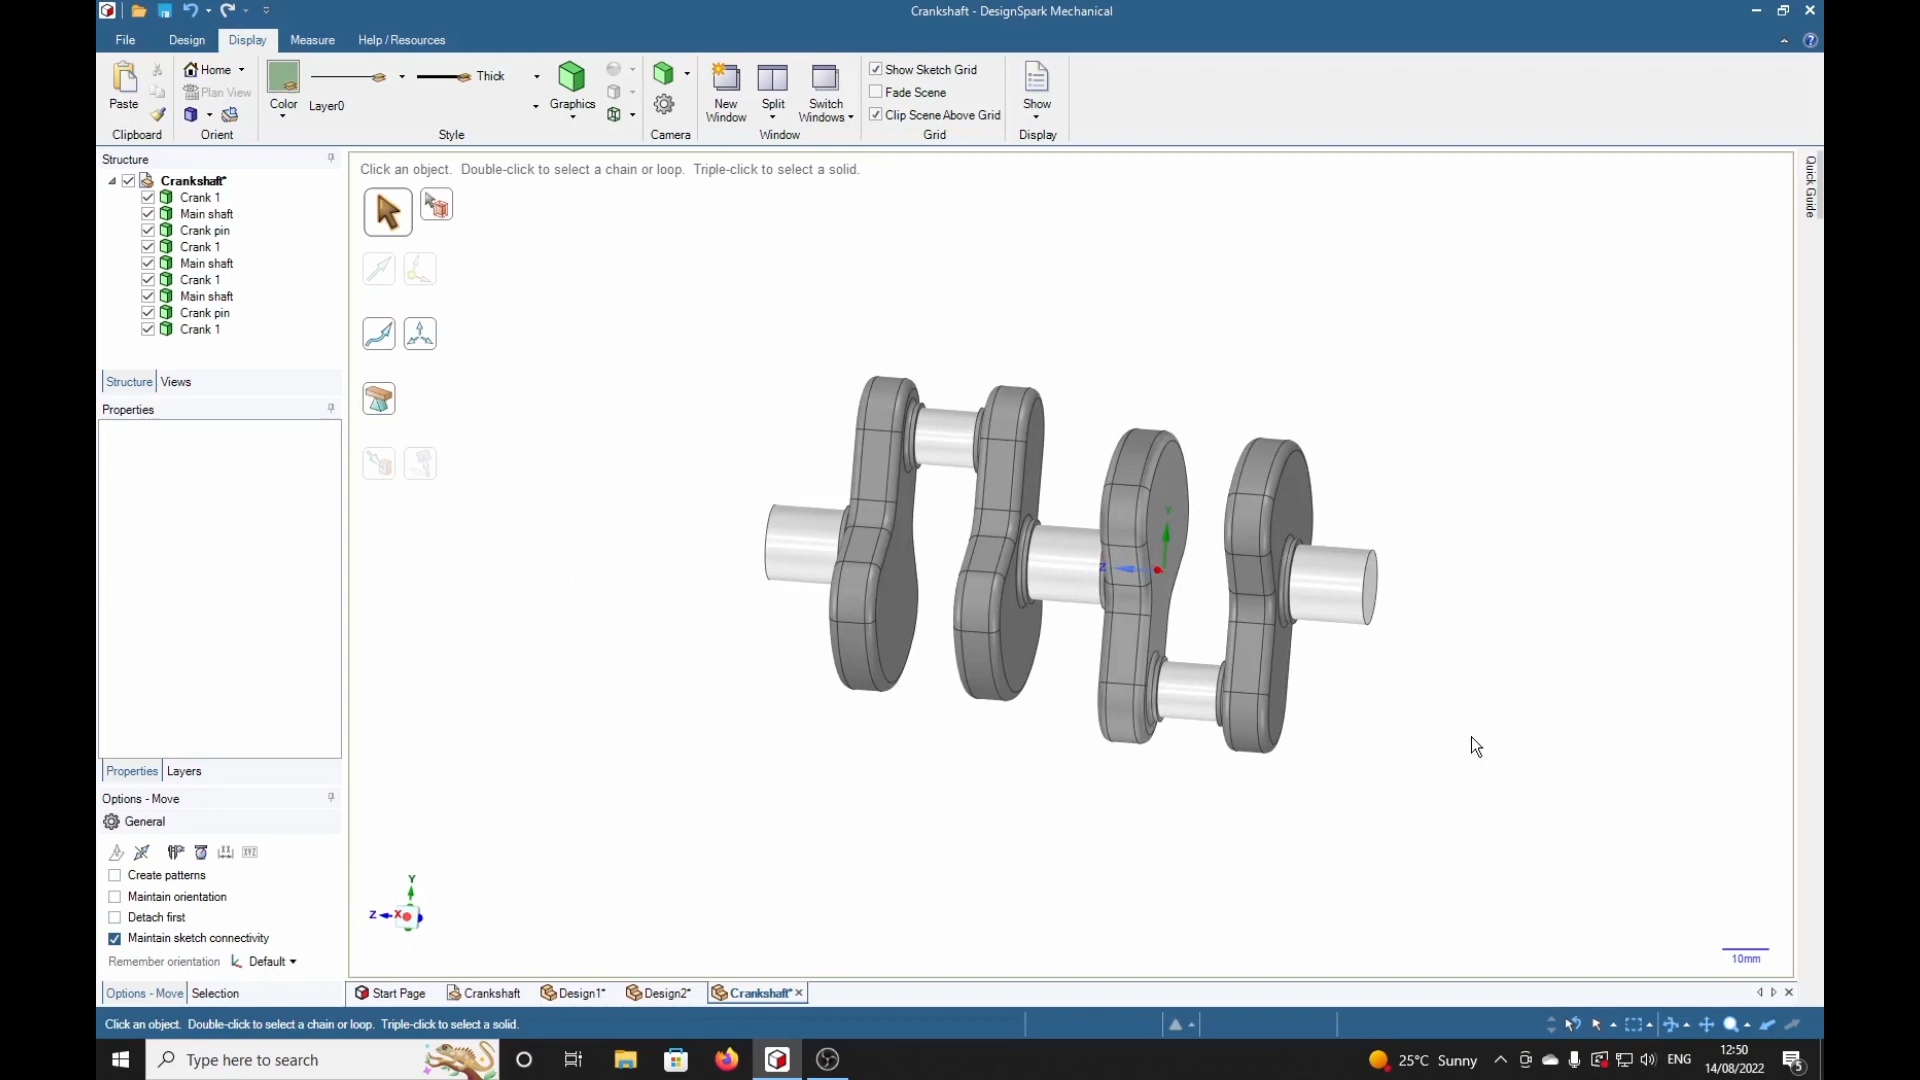 Crankshaft - DesignSpark Mechanical
File
Design
Display
Measure
Help / Resources
Paste
Clipboard
Home
Plan View
Orient
Color
Layer0
Thick
Style
Graphics
Camera
New Window
Split
Switch Windows
Window
Show Sketch Grid
Fade Scene
Clip Scene Above Grid
Grid
Show
Display
Structure
Crankshaft*
Crank 1
Main shaft
Crank pin
Crank 1
Main shaft
Crank 1
Main shaft
Crank pin
Crank 1
Structure
Views
Properties
Properties
Layers
Options - Move
General
XYZ
Create patterns
Maintain orientation
Detach first
Maintain sketch connectivity
Remember orientation
Default
Options - Move
Selection
Click an object. Double-click to select a chain or loop. Triple-click to select a solid.
Quick Guide
Y
Z
Y
Z
X
10mm
Start Page
Crankshaft
Design1*
Design2*
Crankshaft*
Click an object. Double-click to select a chain or loop. Triple-click to select a solid.
Type here to search
25°C Sunny
ENG
12:50
14/08/2022
5